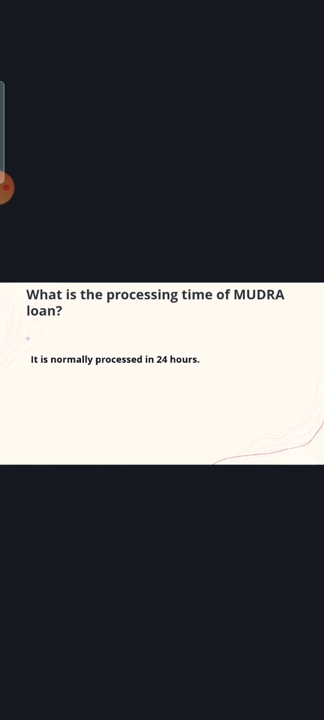 What is the processing time of MUDRA
loan?
It is normally processed in 24 hours.